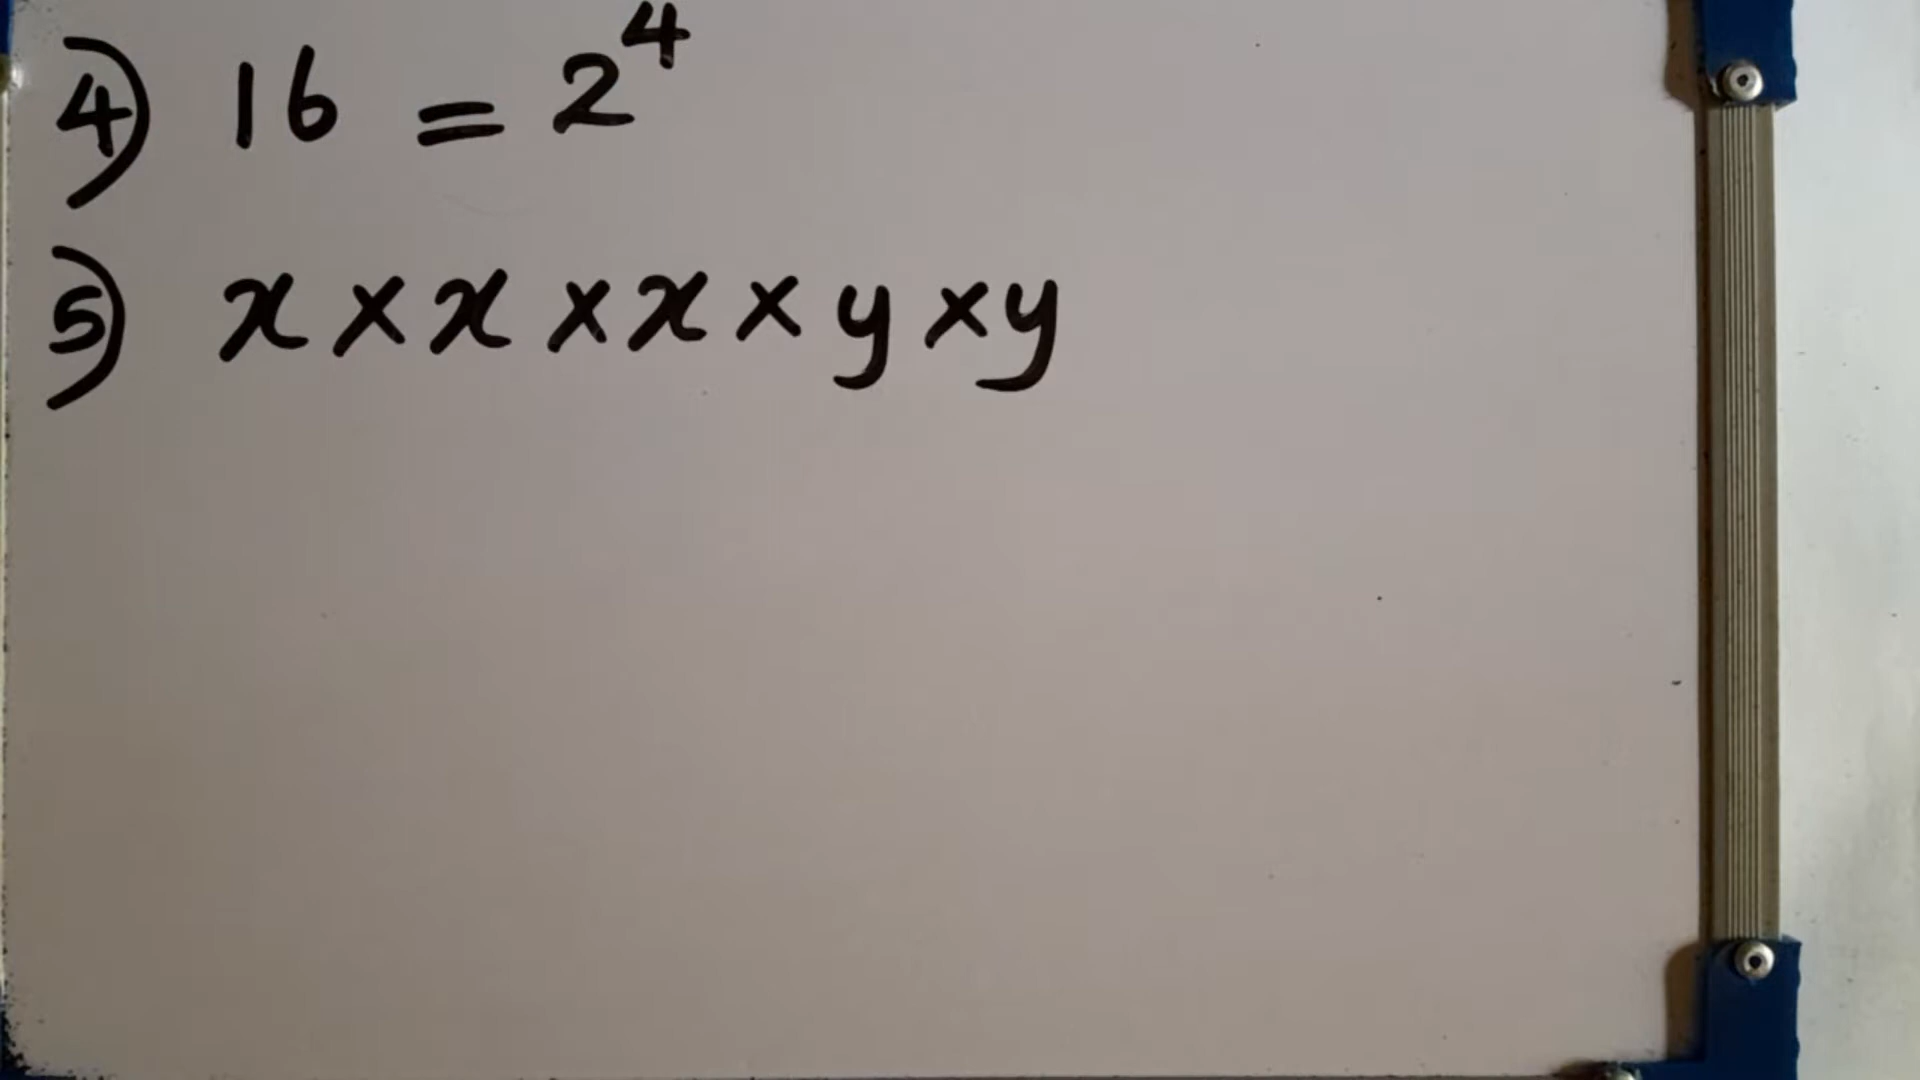 4) 16 = 2⁴
5) x × x × x × y × y